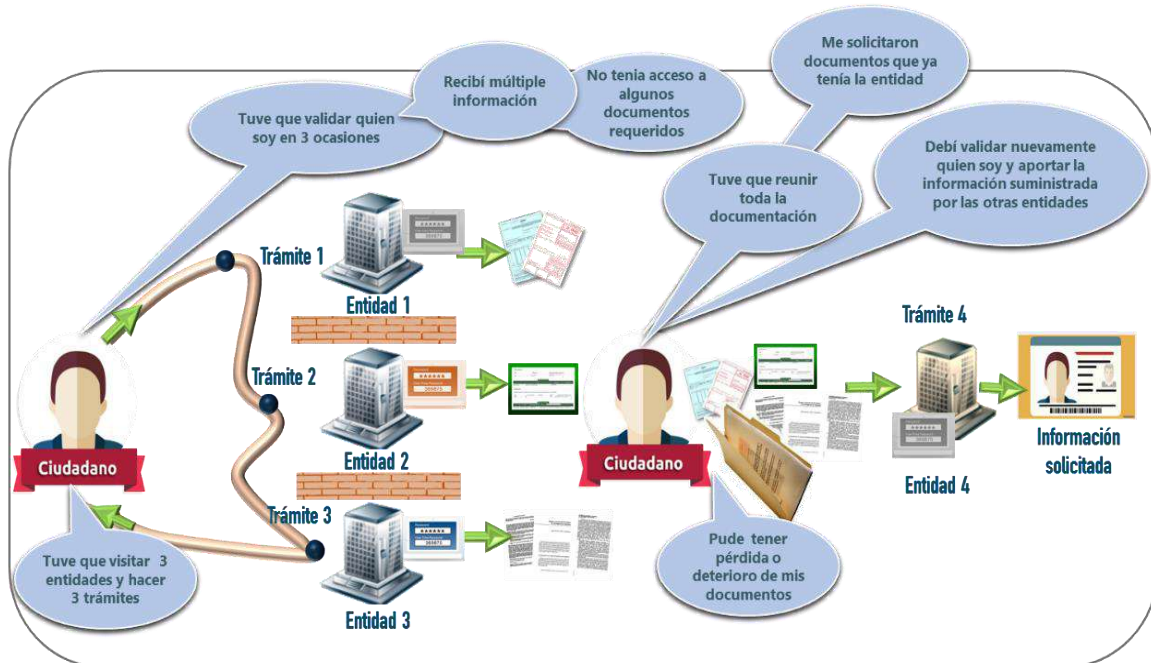 Me solicitaron
documentos que ya
tenía la entidad
Recibí múltiple
información
No tenia acceso a
algunos
documentos
requeridos
Tuve que validar quien
soy en 3 ocasiones
Debí validar nuevamente
quien soy y aportar la
información suministrada
por las otras entidades
Tuve que reunir
toda la
documentación
Trámite 1
Entidad 1
Trámite 2
Entidad 2
Trámite 3
Entidad 3
Ciudadano
Tuve que visitar 3
entidades y hacer
3 trámites
Ciudadano
Pude tener
pérdida o
deterioro de mis
documentos
Trámite 4
Entidad 4
Información
solicitada